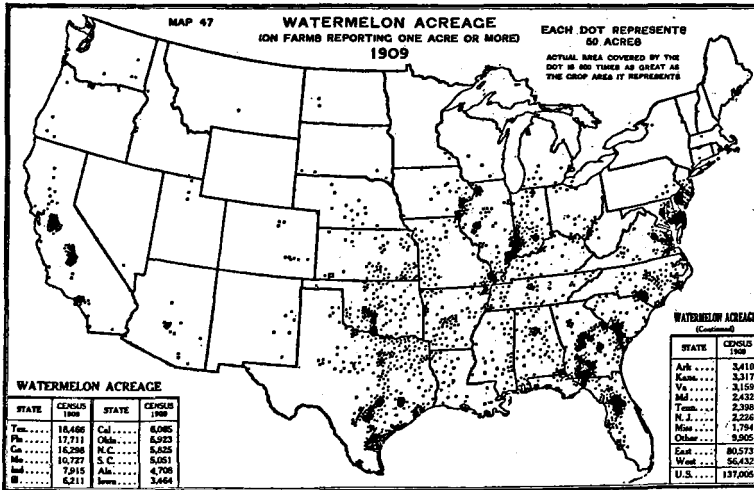 MAP 47
WATERMELON ACREAGE
(ON FARMS REPORTING ONE ACRE OR MORE)
1909
EACH DOT REPRESENTS
50 ACRES
ACTUAL AREA COVERED BY THE
DOT IS 600 TIMES AS GREAT AS
THE CROP AREA IT REPRESENTS
WATERMELON ACREAGE
STATE CENSUS 1909 STATE CENSUS 1909
Tex. 18,466 Cal. 6,085
Fla. 17,711 Okla. 5,923
Ga. 16,298 N.C. 5,825
Mo. 10,727 S.C. 5,051
Ind. 7,915 Ala. 4,708
Ill. 6,211 Iowa 3,464
WATERMELON ACREAGE
(Continued)
STATE CENSUS 1909
Ark. 3,419
Kans. 3,317
Va. 3,159
Md. 2,432
Tenn. 2,398
N.J. 2,226
Miss. 1,794
Other 9,905
East 80,573
West 56,432
U.S. 137,005